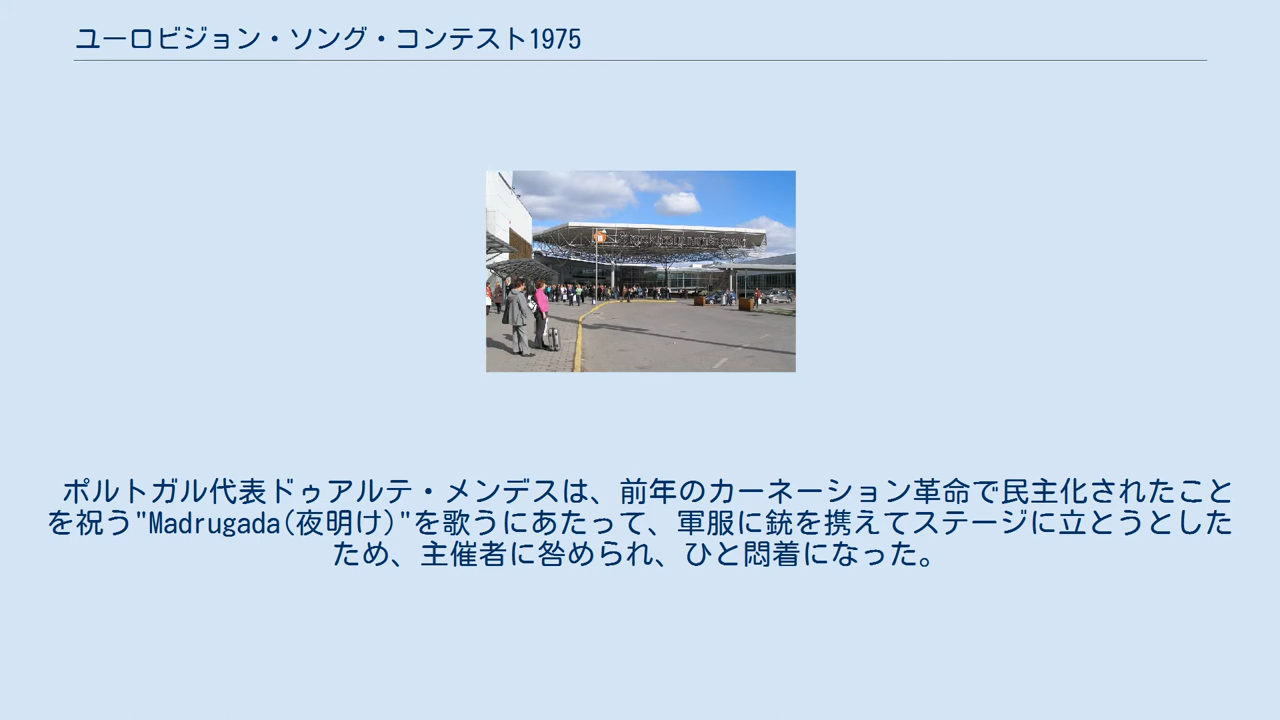 ユーロビジョン・ソング・コンテスト1975
ポルトガル代表ドゥアルテ・メンデスは、前年のカーネーション革命で民主化されたこと
を祝う"Madrugada(夜明け)"を歌うにあたって、軍服に銃を携えてステージに立とうとした
ため、主催者に咎められ、ひと悶着になった。